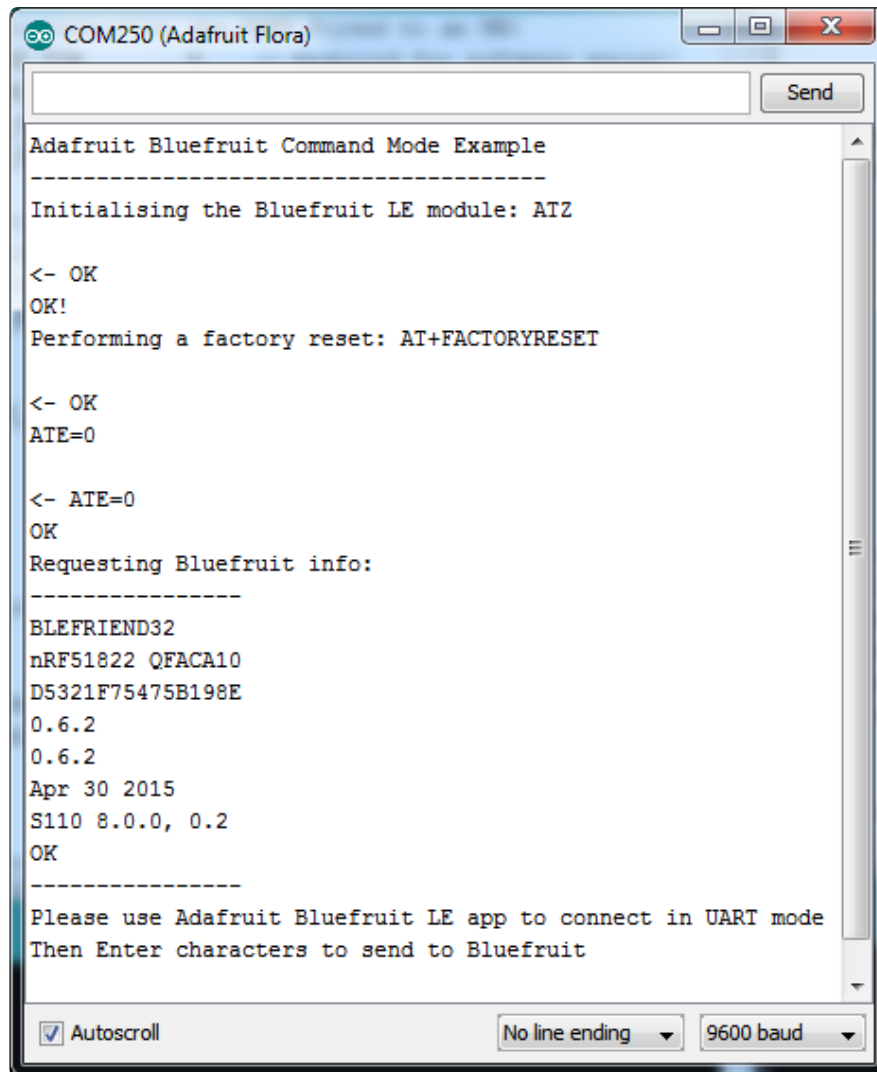 COM250 (Adafruit Flora)
Send
Adafruit Bluefruit Command Mode Example
---------------------------------------
Initialising the Bluefruit LE module: ATZ
<- OK
OK!
Performing a factory reset: AT+FACTORYRESET
<- OK
ATE=0
<- ATE=0
OK
Requesting Bluefruit info:
----------------
BLEFRIEND32
nRF51822 QFACA10
D5321F75475B198E
0.6.2
0.6.2
Apr 30 2015
S110 8.0.0, 0.2
OK
----------------
Please use Adafruit Bluefruit LE app to connect in UART mode
Then Enter characters to send to Bluefruit
Autoscroll
No line ending
9600 baud